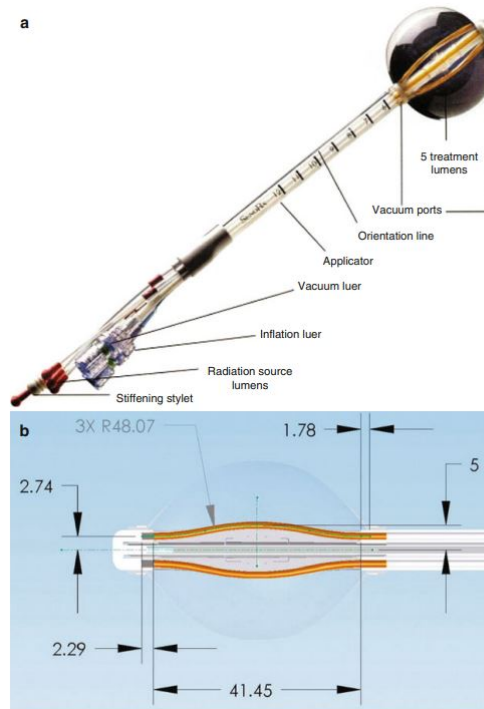 a
5 treatment
lumens
Vacuum ports
Orientation line
Applicator
Vacuum luer
Inflation luer
Radiation source
lumens
Stiffening stylet
b
3X R48.07
1.78
2.74
5
2.29
41.45